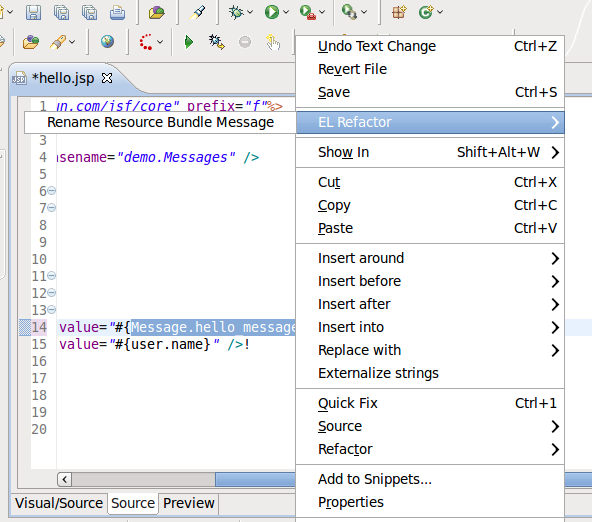 *hello.jsp
1 n.com/jsf/core" prefix="f"%>
Rename Resource Bundle Message
3
4 sename="demo.Messages" />
5
6
7
8
9
10
11
12
13
14 value="#{Message.hello_message
15 value="#{user.name}" />!
16
17
18
19
20
Undo Text Change Ctrl+Z
Revert File
Save Ctrl+S
EL Refactor
Show In Shift+Alt+W
Cut Ctrl+X
Copy Ctrl+C
Paste Ctrl+V
Insert around
Insert before
Insert after
Insert into
Replace with
Externalize strings
Quick Fix Ctrl+1
Source
Refactor
Add to Snippets...
Properties
Visual/Source Source Preview